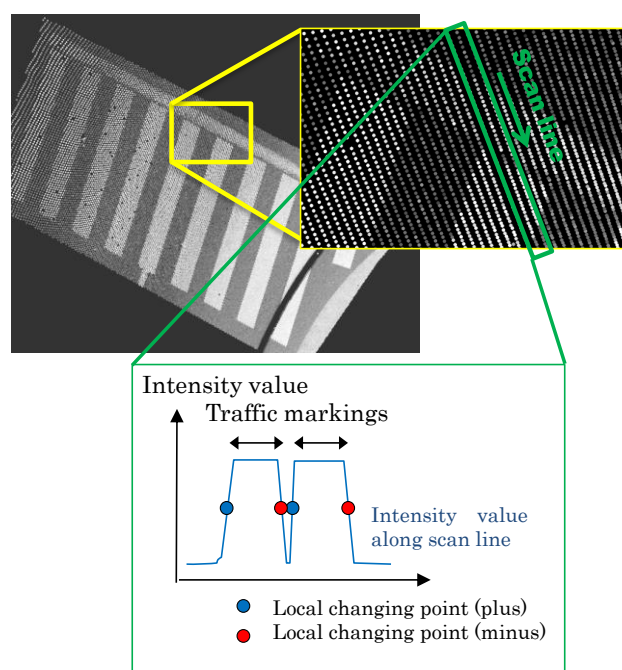 Scan line
Intensity value
Traffic markings
Intensity value
along scan line
Local changing point (plus)
Local changing point (minus)